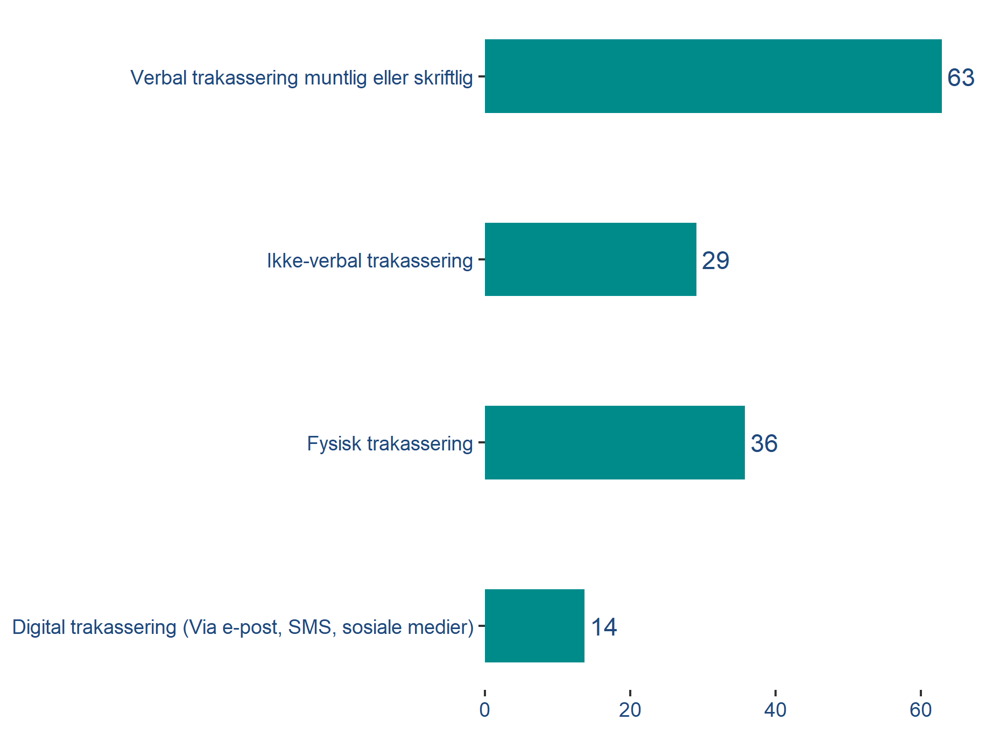 Verbal trakassering muntlig eller skriftlig
63
Ikke-verbal trakassering
29
Fysisk trakassering
36
Digital trakassering (Via e-post, SMS, sosiale medier)
14
0 20 40 60